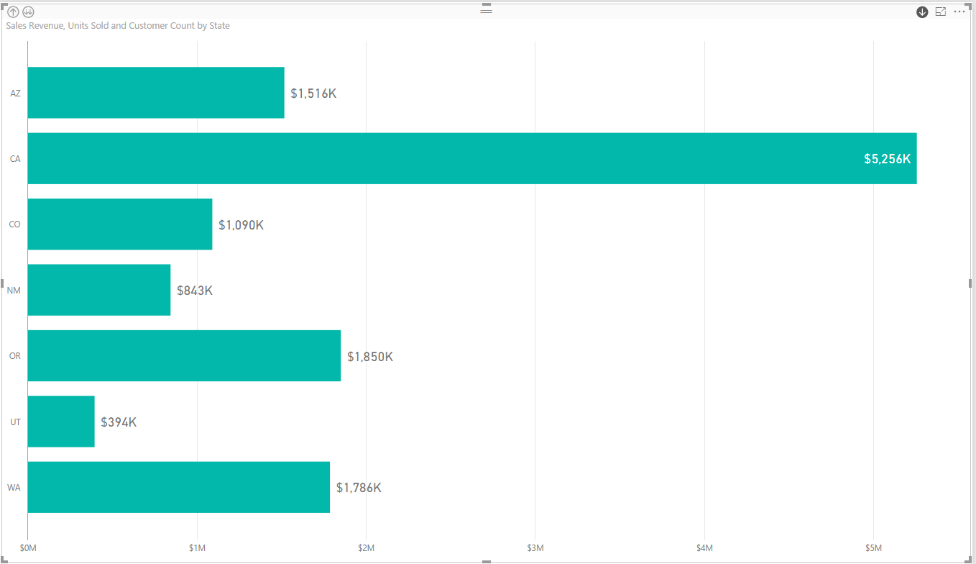 Sales Revenue, Units Sold and Customer Count by State
AZ
$1,516K
CA
$5,256K
CO
$1,090K
NM
$843K
OR
$1,850K
UT
$394K
WA
$1,786K
$0M
$1M
$2M
$3M
$4M
$5M